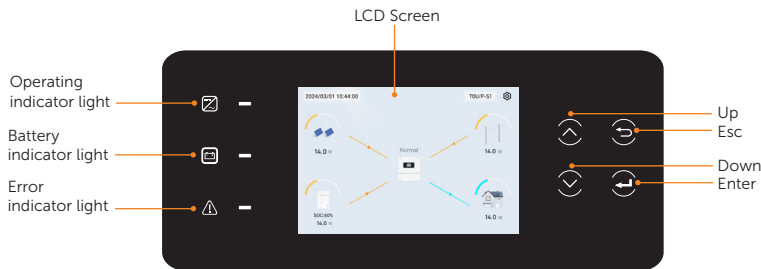 LCD Screen
Operating
indicator light
Battery
indicator light
Error
indicator light
2024/03/01 10:44:00
TOU/P-S1
14.0 w
Normal
14.0 w
SOC:60%
14.0 w
14.0 w
Up
Esc
Down
Enter